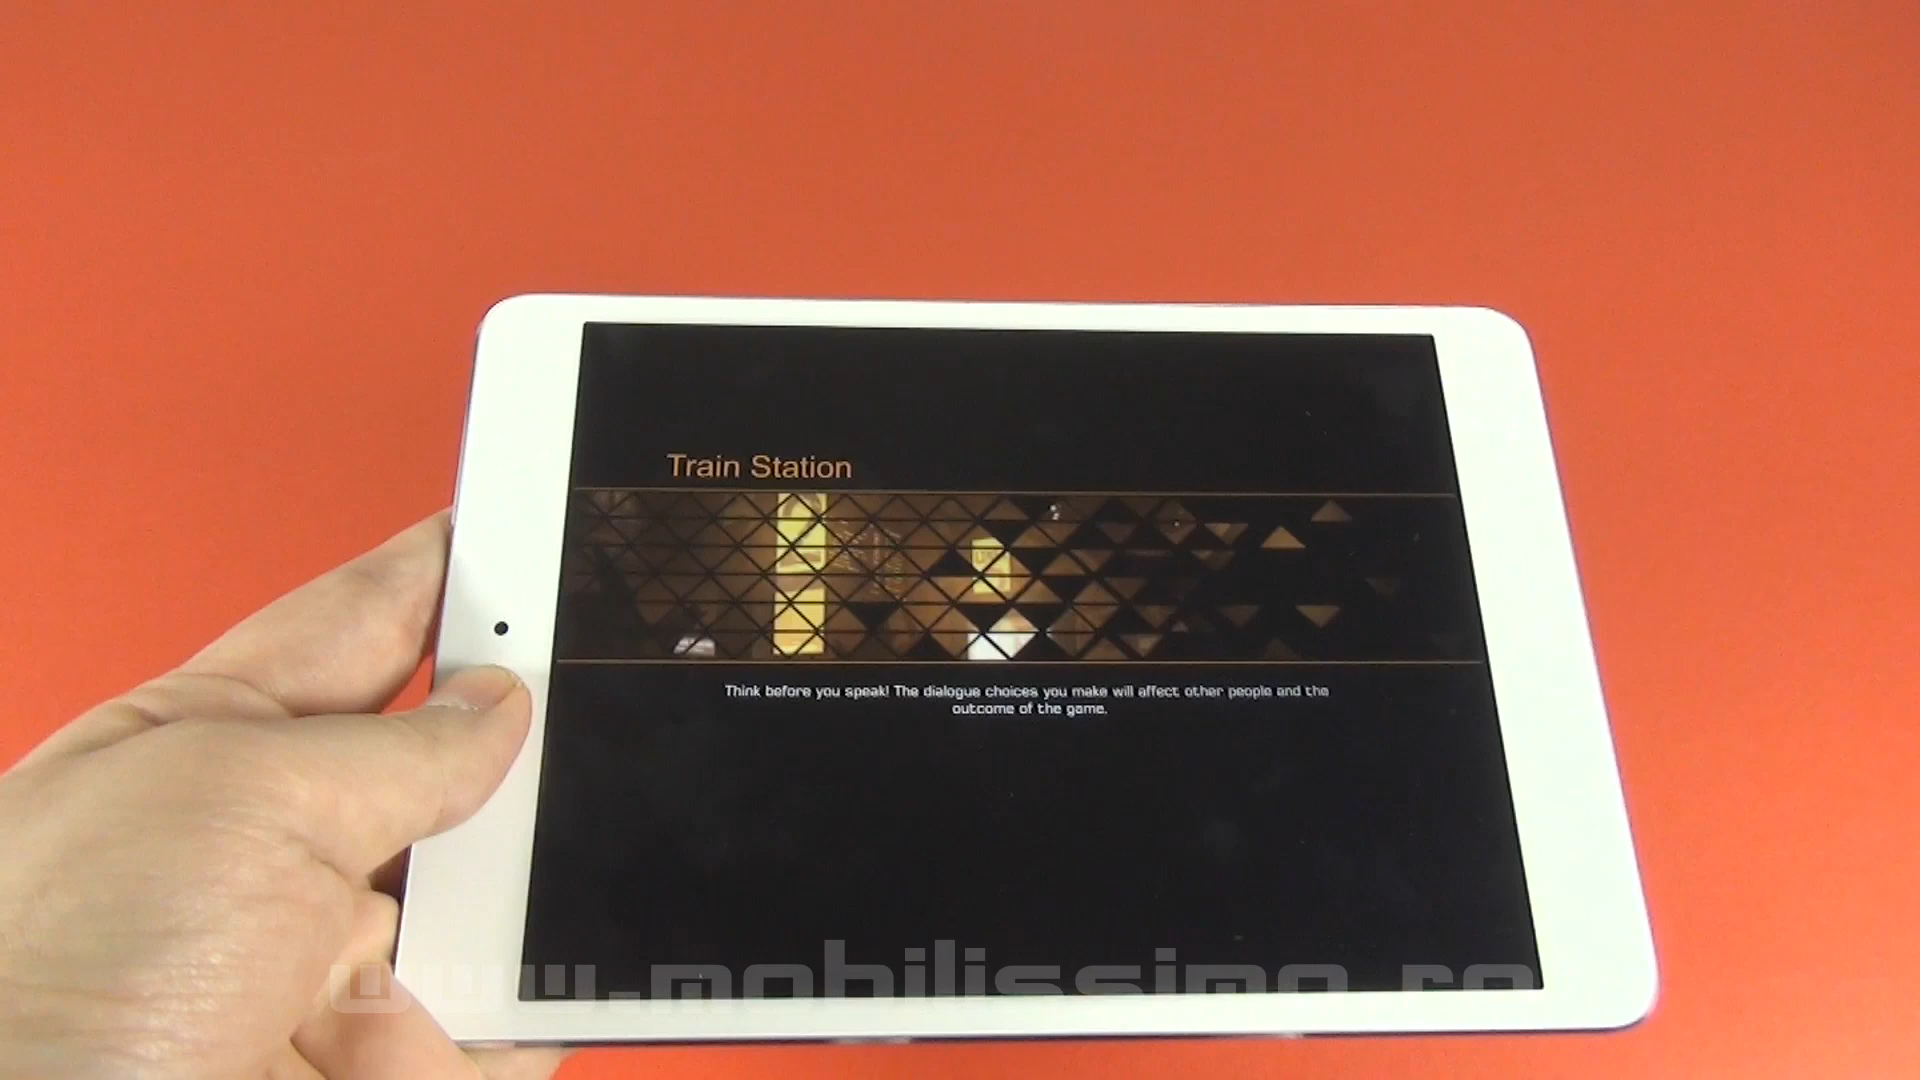 Train Station
Think before you speak! The dialogue choices you make will affect other people and the
outcome of the game.
www.mobilissimo.ro